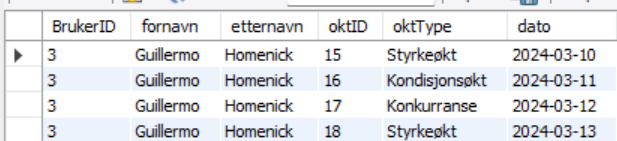 BrukerID fornavn etternavn oktID oktType dato
3 Guillermo Homenick 15 Styrkeøkt 2024-03-10
3 Guillermo Homenick 16 Kondisjonsøkt 2024-03-11
3 Guillermo Homenick 17 Konkurranse 2024-03-12
3 Guillermo Homenick 18 Styrkeøkt 2024-03-13